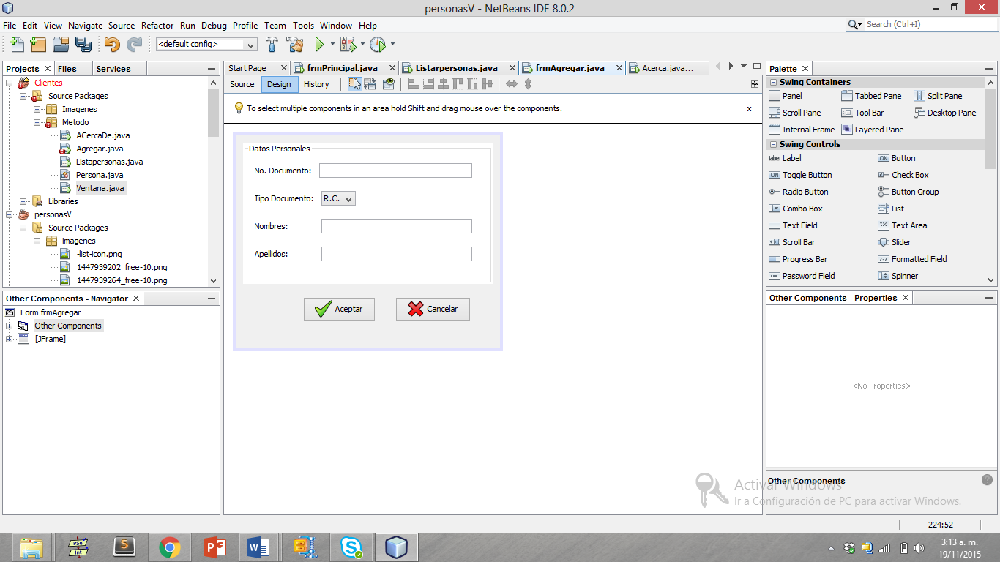 personasV - NetBeans IDE 8.0.2
File Edit View Navigate Source Refactor Run Debug Profile Team Tools Window Help
Search (Ctrl+I)
<default config>
Projects Files Services
Clientes
Source Packages
Imagenes
Metodo
ACercaDe.java
Agregar.java
Listapersonas.java
Persona.java
Ventana.java
Libraries
personasV
Source Packages
imagenes
-list-icon.png
1447939202_free-10.png
1447939264_free-10.png
Other Components - Navigator
Form frmAgregar
Other Components
[JFrame]
Start Page frmPrincipal.java Listarpersonas.java frmAgregar.java Acerca.java...
Source Design History
To select multiple components in an area hold Shift and drag mouse over the components. x
Datos Personales
No. Documento:
Tipo Documento: R.C.
Nombres:
Apellidos:
Aceptar Cancelar
Palette
Swing Containers
Panel Tabbed Pane Split Pane
Scroll Pane Tool Bar Desktop Pane
Internal Frame Layered Pane
Swing Controls
Label Button
Toggle Button Check Box
Radio Button Button Group
Combo Box List
Text Field Text Area
Scroll Bar Slider
Progress Bar Formatted Field
Password Field Spinner
Other Components - Properties
<No Properties>
Other Components
Activar Windows
Ir a Configuración de PC para activar Windows.
224:52
3:13 a. m.
19/11/2015